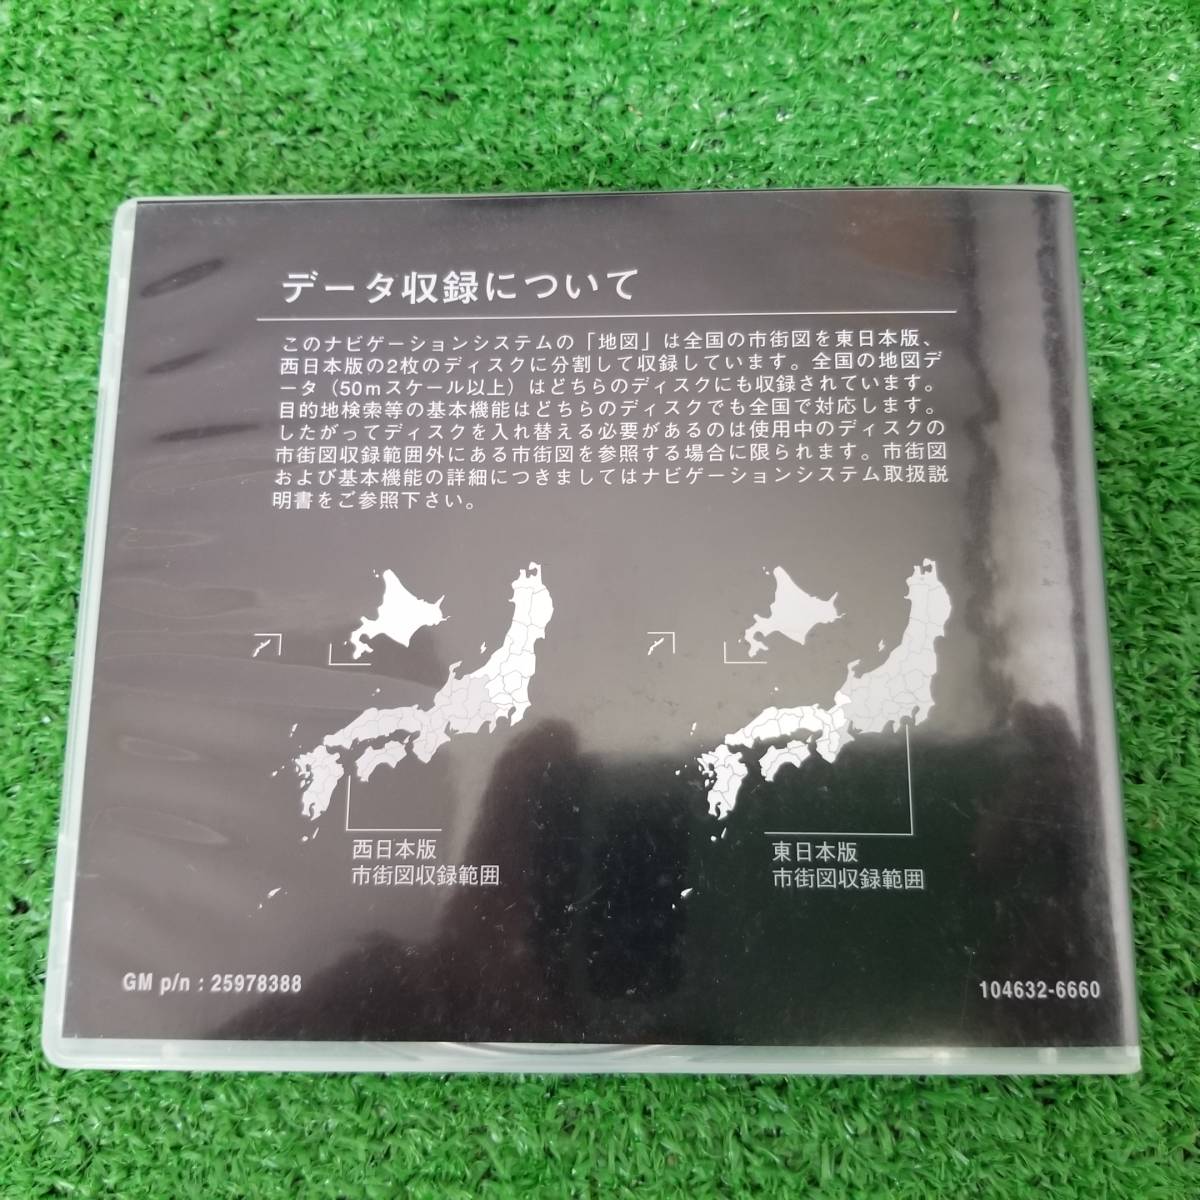 データ収録について
このナビゲーションシステムの「地図」は全国の市街図を東日本版、
西日本版の2枚のディスクに分割して収録しています。全国の地図デ
ータ（50mスケール以上）はどちらのディスクにも収録されています。
目的地検索等の基本機能はどちらのディスクでも全国で対応します。
したがってディスクを入れ替える必要があるのは使用中のディスクの
市街図収録範囲外にある市街図を参照する場合に限られます。市街図
および基本機能の詳細につきましてはナビゲーションシステム取扱説
明書をご参照下さい。
西日本版
市街図収録範囲
東日本版
市街図収録範囲
GM p/n : 25978388
104632-6660